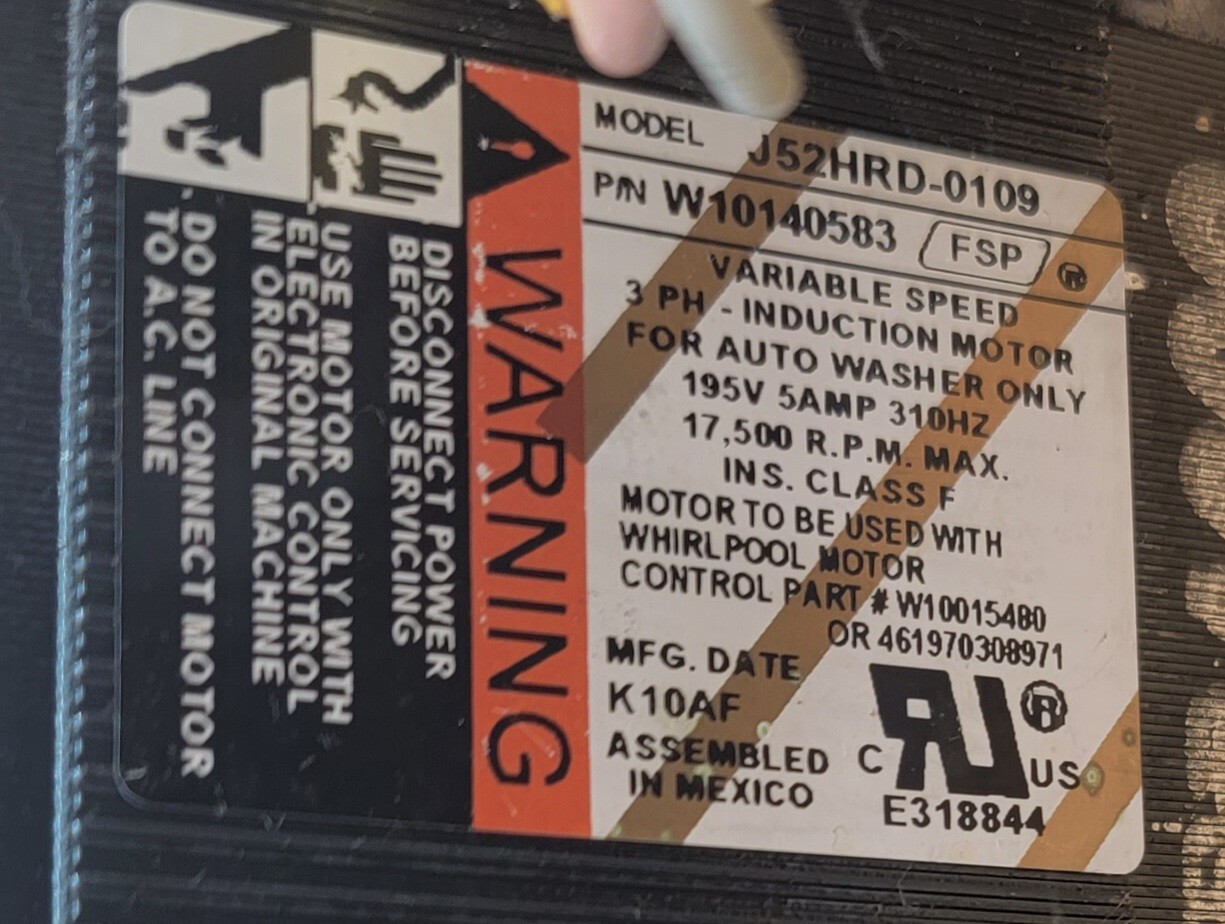 MODEL J52HRD-0109
P/N W10140583 FSP ®
VARIABLE SPEED
3 PH - INDUCTION MOTOR
FOR AUTO WASHER ONLY
195V 5AMP 310HZ
17,500 R.P.M. MAX.
INS. CLASS F
MOTOR TO BE USED WITH
WHIRLPOOL MOTOR
CONTROL PART # W10015480
OR 461970308971
MFG. DATE
K10AF
ASSEMBLED
IN MEXICO
C RU ® US
E318844
WARNING
DISCONNECT POWER
BEFORE SERVICING
USE MOTOR ONLY WITH
ELECTRONIC CONTROL
IN ORIGINAL MACHINE
DO NOT CONNECT MOTOR
TO A.C. LINE